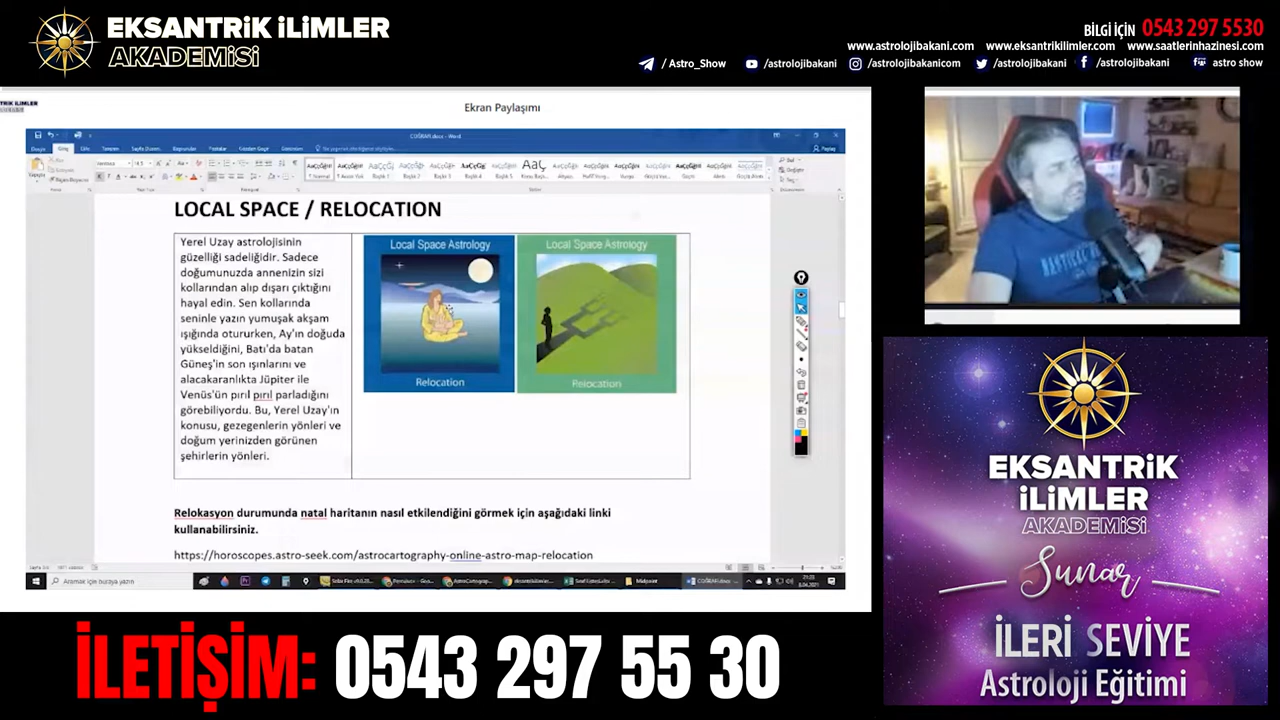 EKSANTRİK İLİMLER
AKADEMİSİ
BİLGİ İÇİN 0543 297 5530
www.astrolojibakani.com www.eksantrikilimler.com www.saatlerinhazinesi.com
/ Astro_Show /astrolojibakani /astrolojibakanicom /astrolojibakani /astrolojibakani astro show
Ekran Paylaşımı
LOCAL SPACE / RELOCATION
Yerel Uzay astrolojisinin
güzelliği sadeliğidir. Sadece
doğumunuzda annenizin sizi
kollarından alıp dışarı çıktığını
hayal edin. Sen kollarında
seninle yazın yumuşak akşam
ışığında otururken, Ay'ın doğuda
yükseldiğini, Batı'da batan
Güneş'in son ışınlarını ve
alacakaranlıkta Jüpiter ile
Venüs'ün pırıl pırıl parladığını
görebiliyordu. Bu, Yerel Uzay'ın
konusu, gezegenlerin yönleri ve
doğum yerinizden görünen
şehirlerin yönleri.
Local Space Astrology
Relocation
Local Space Astrology
Relocation
Relokasyon durumunda natal haritanın nasıl etkilendiğini görmek için aşağıdaki linki
kullanabilirsiniz.
https://horoscopes.astro-seek.com/astrocartography-online-astro-map-relocation
Aramak için buraya yazın
NAUTICAL
EKSANTRİK
İLİMLER
AKADEMİSİ
Sunar
İLERİ SEVİYE
Astroloji Eğitimi
İLETİŞİM: 0543 297 55 30